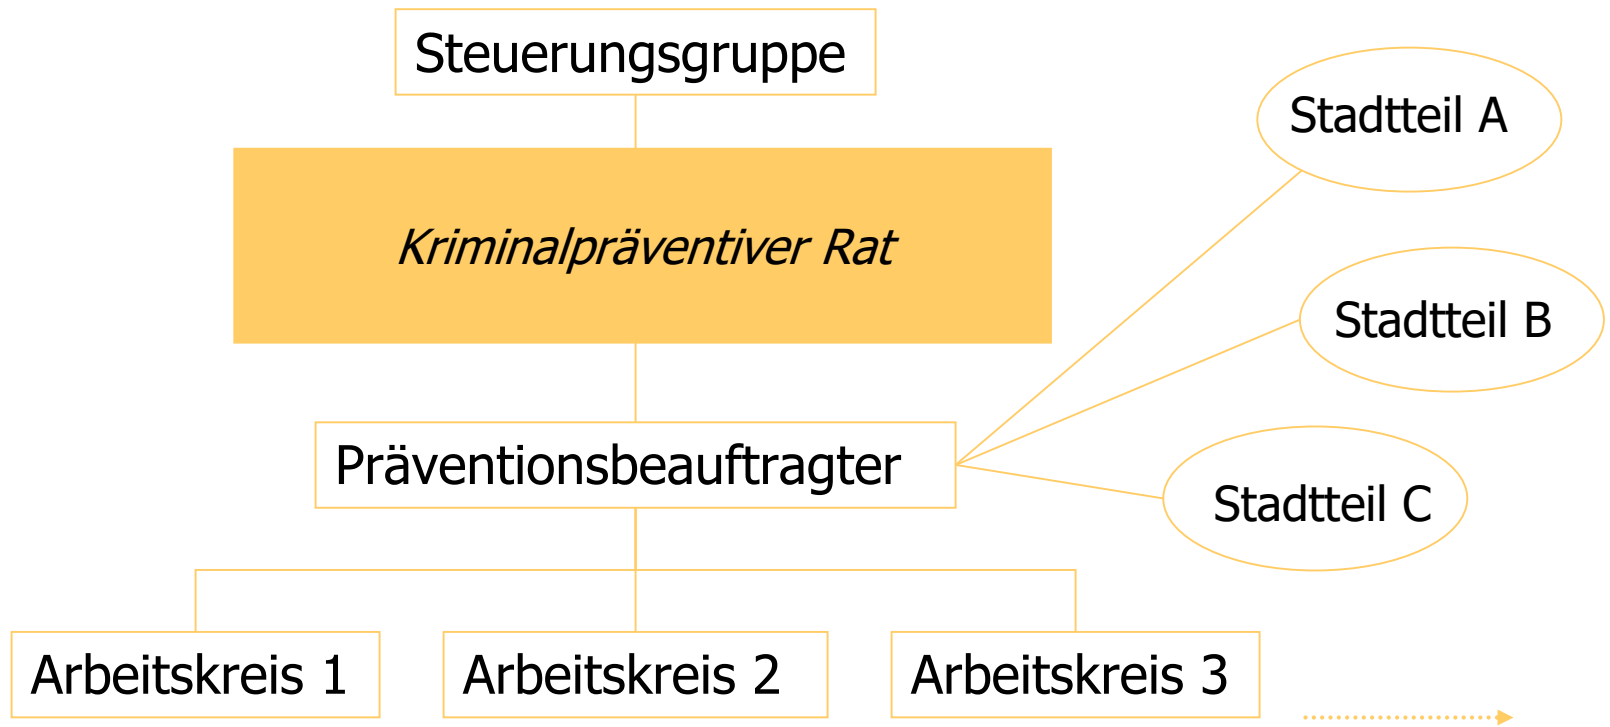 Steuerungsgruppe
Kriminalpräventiver Rat
Präventionsbeauftragter
Stadtteil A
Stadtteil B
Stadtteil C
Arbeitskreis 1
Arbeitskreis 2
Arbeitskreis 3